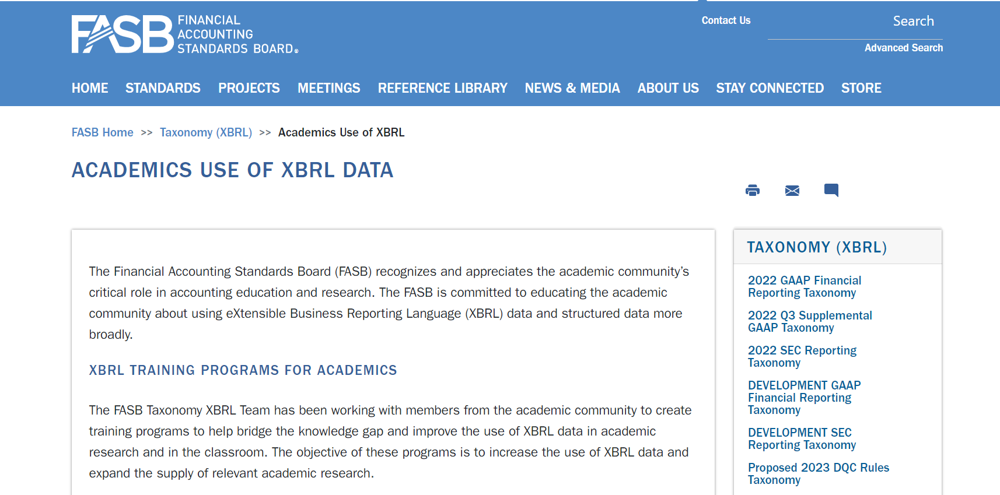 FASB FINANCIAL
ACCOUNTING
STANDARDS BOARD®
Contact Us
Search
Advanced Search
HOME STANDARDS PROJECTS MEETINGS REFERENCE LIBRARY NEWS & MEDIA ABOUT US STAY CONNECTED STORE
FASB Home >> Taxonomy (XBRL) >> Academics Use of XBRL
ACADEMICS USE OF XBRL DATA
The Financial Accounting Standards Board (FASB) recognizes and appreciates the academic community’s
critical role in accounting education and research. The FASB is committed to educating the academic
community about using eXtensible Business Reporting Language (XBRL) data and structured data more
broadly.
XBRL TRAINING PROGRAMS FOR ACADEMICS
The FASB Taxonomy XBRL Team has been working with members from the academic community to create
training programs to help bridge the knowledge gap and improve the use of XBRL data in academic
research and in the classroom. The objective of these programs is to increase the use of XBRL data and
expand the supply of relevant academic research.
TAXONOMY (XBRL)
2022 GAAP Financial
Reporting Taxonomy
2022 Q3 Supplemental
GAAP Taxonomy
2022 SEC Reporting
Taxonomy
DEVELOPMENT GAAP
Financial Reporting
Taxonomy
DEVELOPMENT SEC
Reporting Taxonomy
Proposed 2023 DQC Rules
Taxonomy